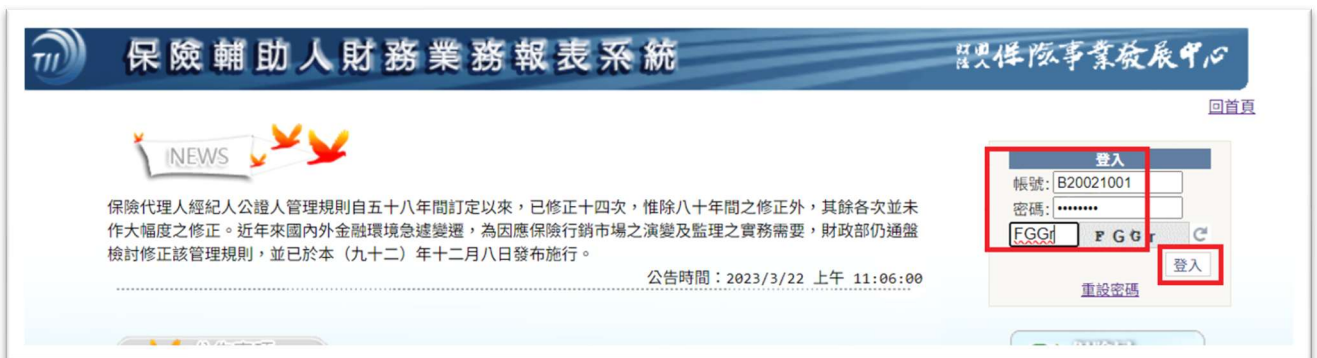 TII 保險輔助人財務業務報表系統 財團法人保險事業發展中心
回首頁
NEWS
登入
帳號: B20021001
密碼: ••••••••
FGGr F G G r
登入
重設密碼
保險代理人經紀人公證人管理規則自五十八年間訂定以來,已修正十四次,惟除八十年間之修正外,其餘各次並未
作大幅度之修正。近年來國內外金融環境急遽變遷,為因應保險行銷市場之演變及監理之實務需要,財政部仍通盤
檢討修正該管理規則,並已於本(九十二)年十二月八日發布施行。
公告時間:2023/3/22 上午 11:06:00